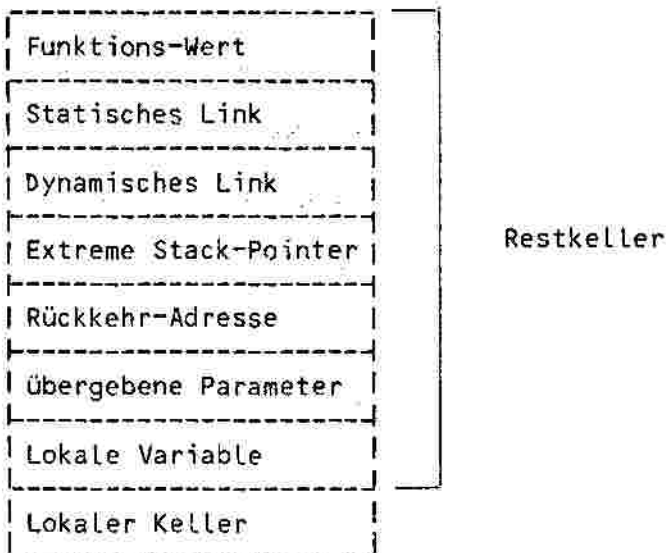 Funktions-Wert
Statisches Link
Dynamisches Link
Extreme Stack-Pointer
Restkeller
Rückkehr-Adresse
übergebene Parameter
Lokale Variable
Lokaler Keller